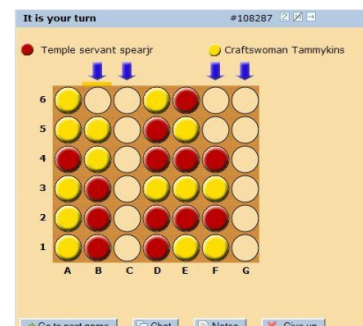 It is your turn #108287
Temple servant spearjr Craftswoman Tammykins
6
5
4
3
2
1
A B C D E F G
Go to next game Chat Notes Give up